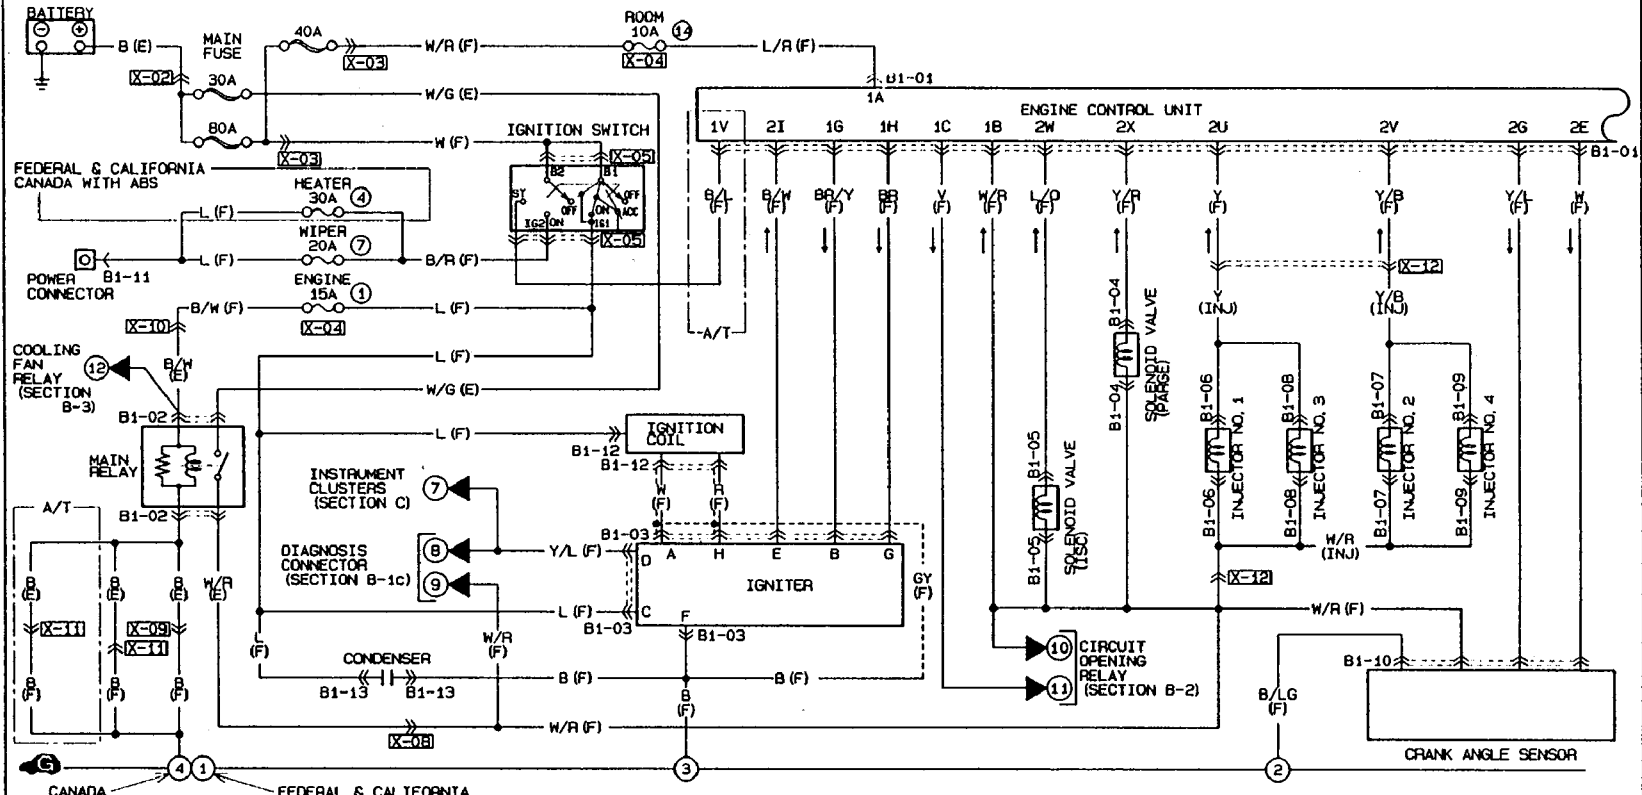 BATTERY
B (E)
MAIN
FUSE
X-02
30A
80A
40A
X-03
W/R (F)
ROOM
10A
14
X-04
L/R (F)
B1-01
1A
W/G (E)
W (F)
X-03
ENGINE CONTROL UNIT
1V
2I
1G
1H
1C
1B
2W
2X
2U
2V
2G
2E
B1-01
IGNITION SWITCH
X-05
B2
B1
ST
OFF
OFF
ON
ACC
IG2
ON
IG1
X-05
FEDERAL & CALIFORNIA
CANADA WITH ABS
HEATER
30A
4
L (F)
WIPER
20A
7
L (F)
B/R (F)
POWER
CONNECTOR
B1-11
ENGINE
15A
1
X-04
B/W (F)
L (F)
X-10
B/W
(E)
L (F)
W/G (E)
B/L
(F)
B/W
(F)
BR/Y
(F)
BR
(F)
V
(F)
W/R
(F)
L/O
(F)
Y/R
(F)
Y
(F)
Y/B
(F)
Y/L
(F)
W
(F)
A/T
X-12
Y
(INJ)
Y/B
(INJ)
COOLING
FAN
RELAY
(SECTION
B-3)
12
B1-02
MAIN
RELAY
B1-02
A/T
L (F)
IGNITION
COIL
B1-12
B1-12
W
(F)
R
(F)
INSTRUMENT
CLUSTERS
(SECTION C)
7
DIAGNOSIS
CONNECTOR
(SECTION B-1c)
8
9
Y/L (F)
B1-03
D
A
H
E
B
G
IGNITER
C
F
L (F)
B1-03
B1-03
GY
(F)
B1-04
SOLENOID VALVE
(PARGE)
B1-04
B1-05
SOLENOID VALVE
(ISC)
B1-05
B1-06
INJECTOR NO. 1
B1-06
B1-08
INJECTOR NO. 3
B1-08
B1-07
INJECTOR NO. 2
B1-07
B1-09
INJECTOR NO. 4
B1-09
W/R
(INJ)
X-12
W/R (F)
B
(E)
B
(E)
B
(E)
W/R
(E)
X-11
X-09
X-11
B
(F)
B
(F)
B
(F)
L
(F)
CONDENSER
B1-13
B1-13
W/R
(F)
B (F)
B (F)
B
(F)
X-08
W/R (F)
10
11
CIRCUIT
OPENING
RELAY
(SECTION B-2)
B/LG
(F)
B1-10
CRANK ANGLE SENSOR
G
4
1
3
2
CANADA
FEDERAL & CALIFORNIA